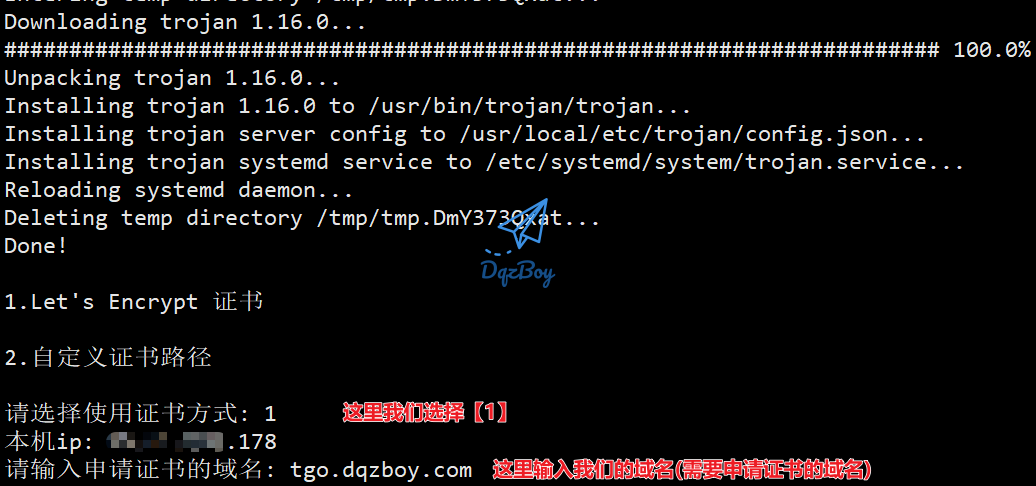 Downloading trojan 1.16.0...
######################################################################## 100.0%
Unpacking trojan 1.16.0...
Installing trojan 1.16.0 to /usr/bin/trojan/trojan...
Installing trojan server config to /usr/local/etc/trojan/config.json...
Installing trojan systemd service to /etc/systemd/system/trojan.service...
Reloading systemd daemon...
Deleting temp directory /tmp/tmp.DmY373Qxat...
Done!
DqzBoy
1.Let's Encrypt 证书
2.自定义证书路径
请选择使用证书方式: 1 这里我们选择【1】
本机ip: .178
请输入申请证书的域名: tgo.dqzboy.com 这里输入我们的域名(需要申请证书的域名)